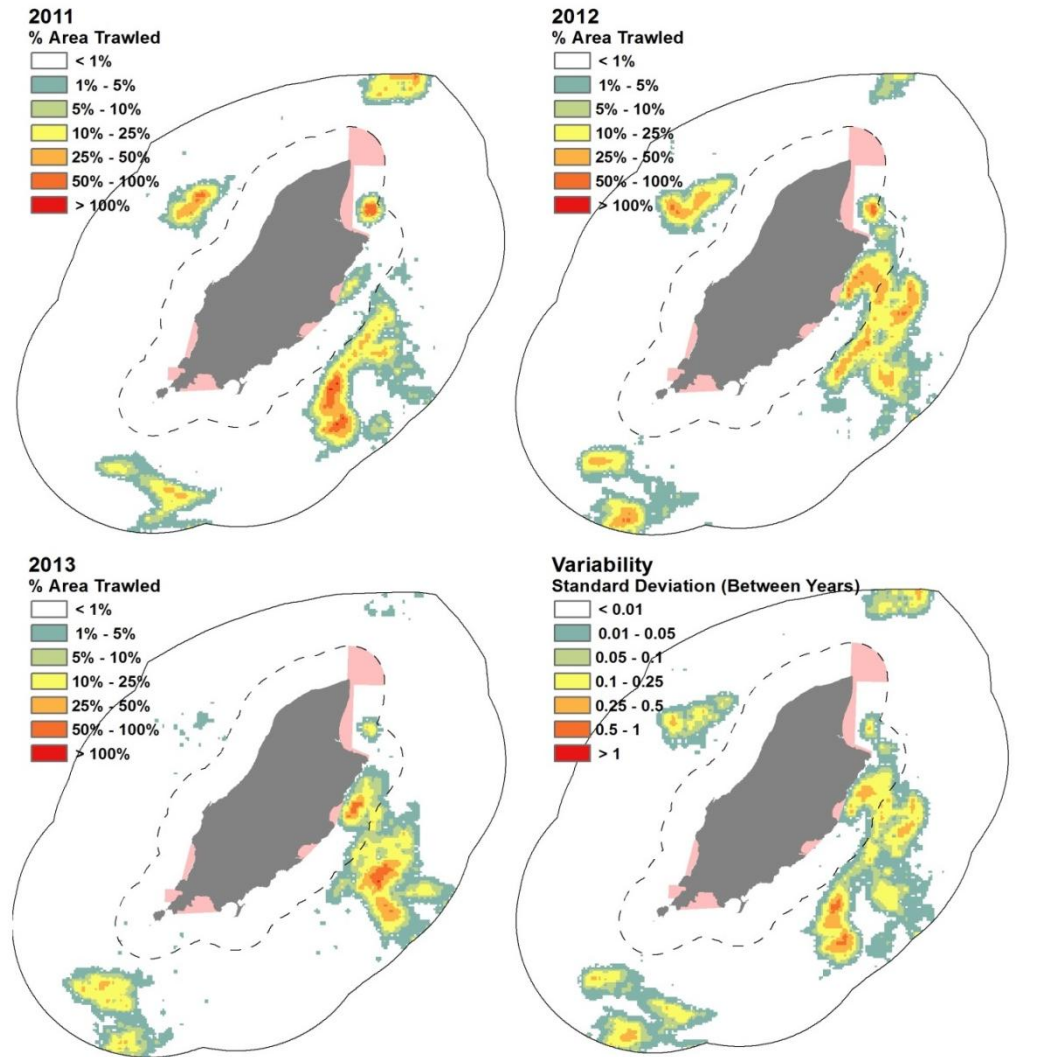 2011
% Area Trawled
< 1%
1% - 5%
5% - 10%
10% - 25%
25% - 50%
50% - 100%
> 100%
2012
% Area Trawled
< 1%
1% - 5%
5% - 10%
10% - 25%
25% - 50%
50% - 100%
> 100%
2013
% Area Trawled
< 1%
1% - 5%
5% - 10%
10% - 25%
25% - 50%
50% - 100%
> 100%
Variability
Standard Deviation (Between Years)
< 0.01
0.01 - 0.05
0.05 - 0.1
0.1 - 0.25
0.25 - 0.5
0.5 - 1
> 1